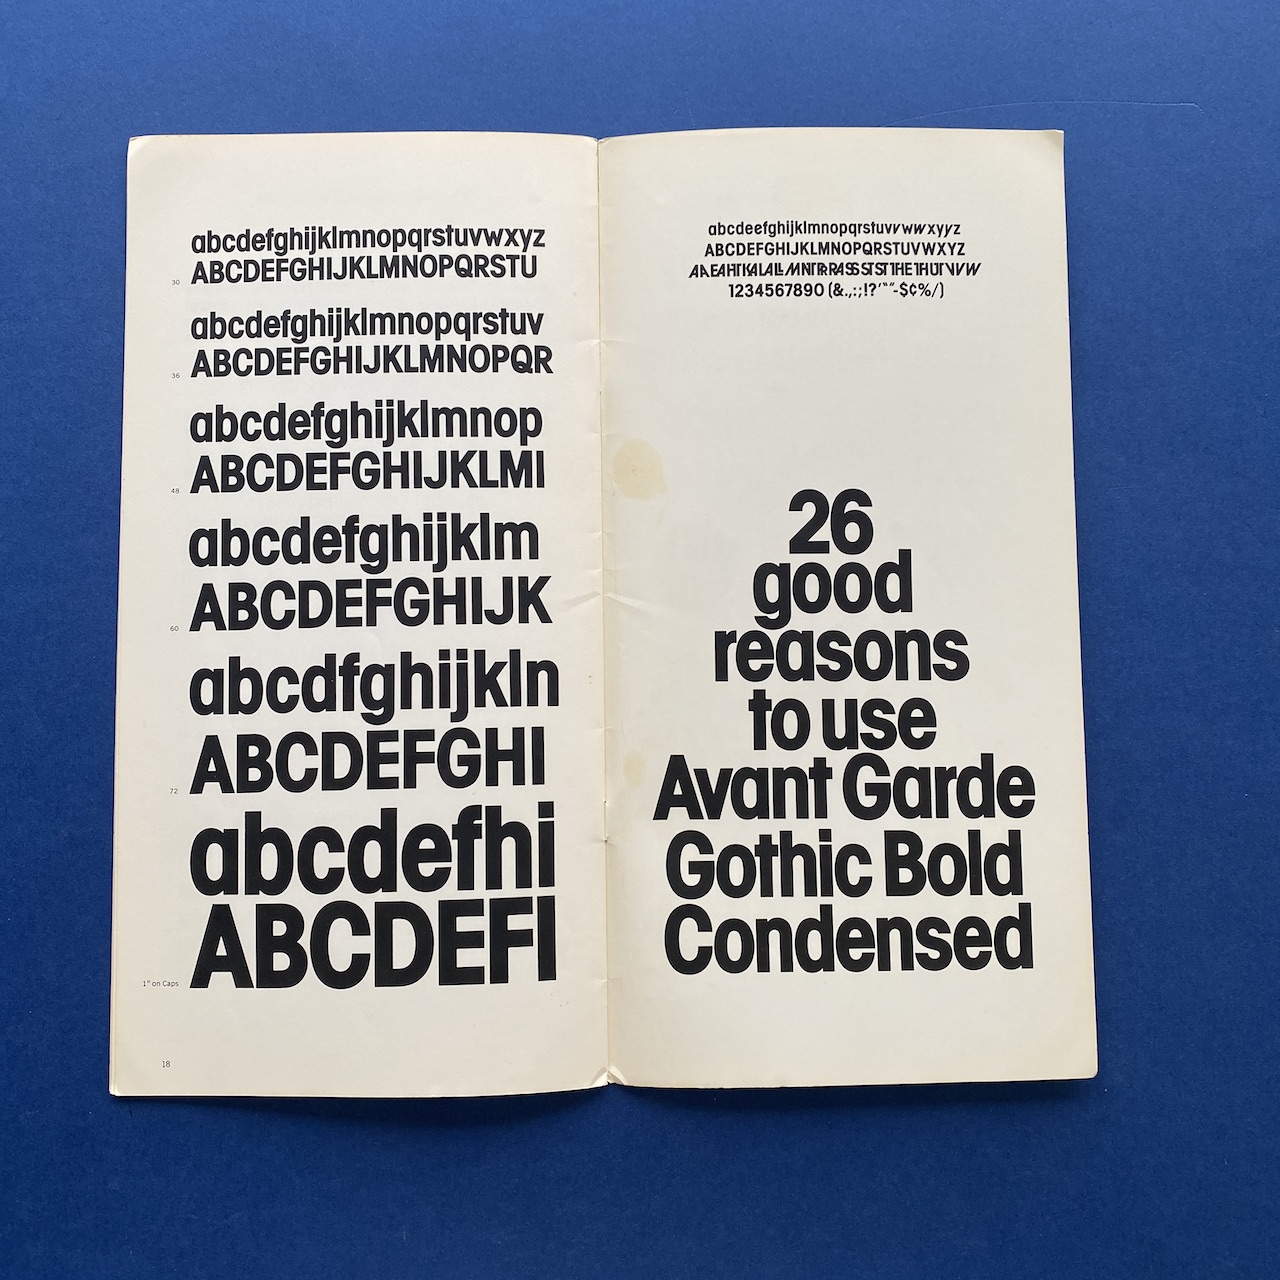 abcdefghijklmnopqrstuvwxyz
30 ABCDEFGHIJKLMNOPQRSTU
abcdefghijklmnopqrstuv
36 ABCDEFGHIJKLMNOPQR
abcdefghijklmnop
48 ABCDEFGHIJKLMI
abcdefghijklm
60 ABCDEFGHIJK
abcdfghijkln
72 ABCDEFGHI
abcdefhi
1" on Caps ABCDEFI
18
abcdeefghijklmnopqrstuvvwwxyyz
ABCDEFGHIJKLMNOPQRSTUVWXYZ
1234567890 (&.,:;!?'“”-$¢%/)
26
good
reasons
to use
Avant Garde
Gothic Bold
Condensed